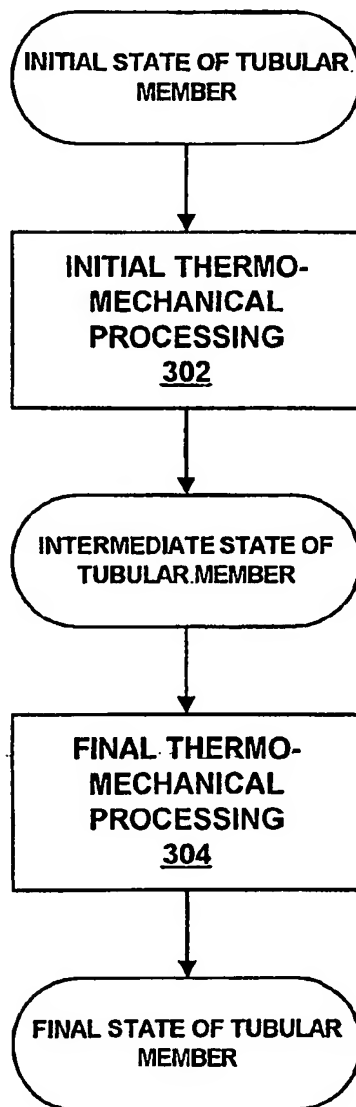 INITIAL STATE OF TUBULAR
MEMBER
INITIAL THERMO-
MECHANICAL
PROCESSING
302
INTERMEDIATE STATE OF
TUBULAR MEMBER
FINAL THERMO-
MECHANICAL
PROCESSING
304
FINAL STATE OF TUBULAR
MEMBER